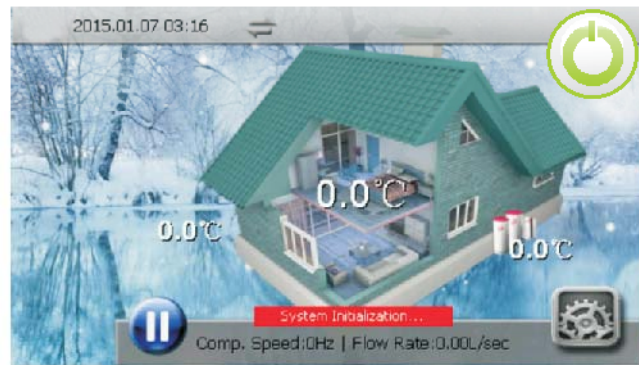 2015.01.07 03:16
0.0℃
0.0℃
0.0℃
System Initialization...
Comp. Speed:0Hz | Flow Rate:0.00L/sec